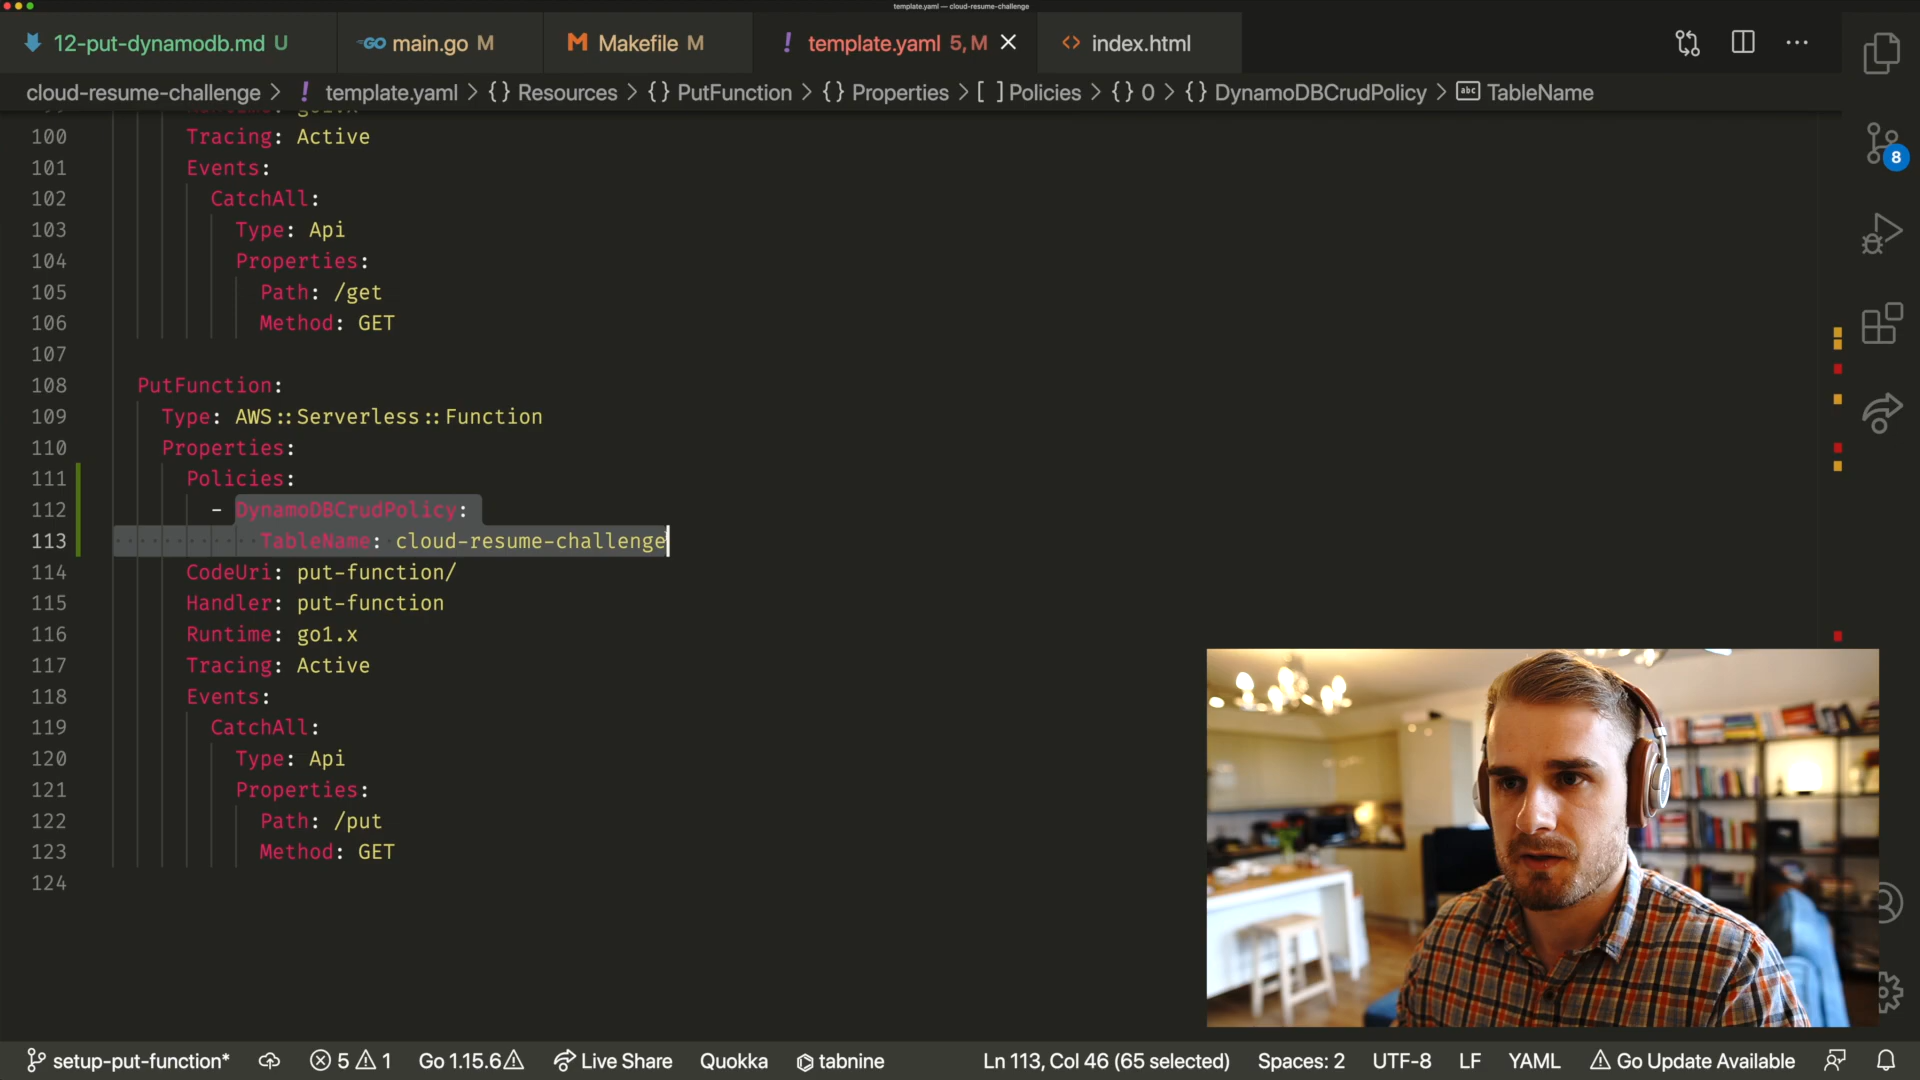 template.yaml — cloud-resume-challenge
12-put-dynamodb.md U
GO main.go M
M Makefile M
! template.yaml 5, M
<> index.html
cloud-resume-challenge > ! template.yaml > {} Resources > {} PutFunction > {} Properties > [ ] Policies > {} 0 > {} DynamoDBCrudPolicy > abc TableName
100 Tracing: Active
101 Events:
102 CatchAll:
103 Type: Api
104 Properties:
105 Path: /get
106 Method: GET
107
108 PutFunction:
109 Type: AWS::Serverless::Function
110 Properties:
111 Policies:
112 - DynamoDBCrudPolicy:
113 TableName: cloud-resume-challenge
114 CodeUri: put-function/
115 Handler: put-function
116 Runtime: go1.x
117 Tracing: Active
118 Events:
119 CatchAll:
120 Type: Api
121 Properties:
122 Path: /put
123 Method: GET
124
8
setup-put-function* 5 1 Go 1.15.6 Live Share Quokka tabnine Ln 113, Col 46 (65 selected) Spaces: 2 UTF-8 LF YAML Go Update Available